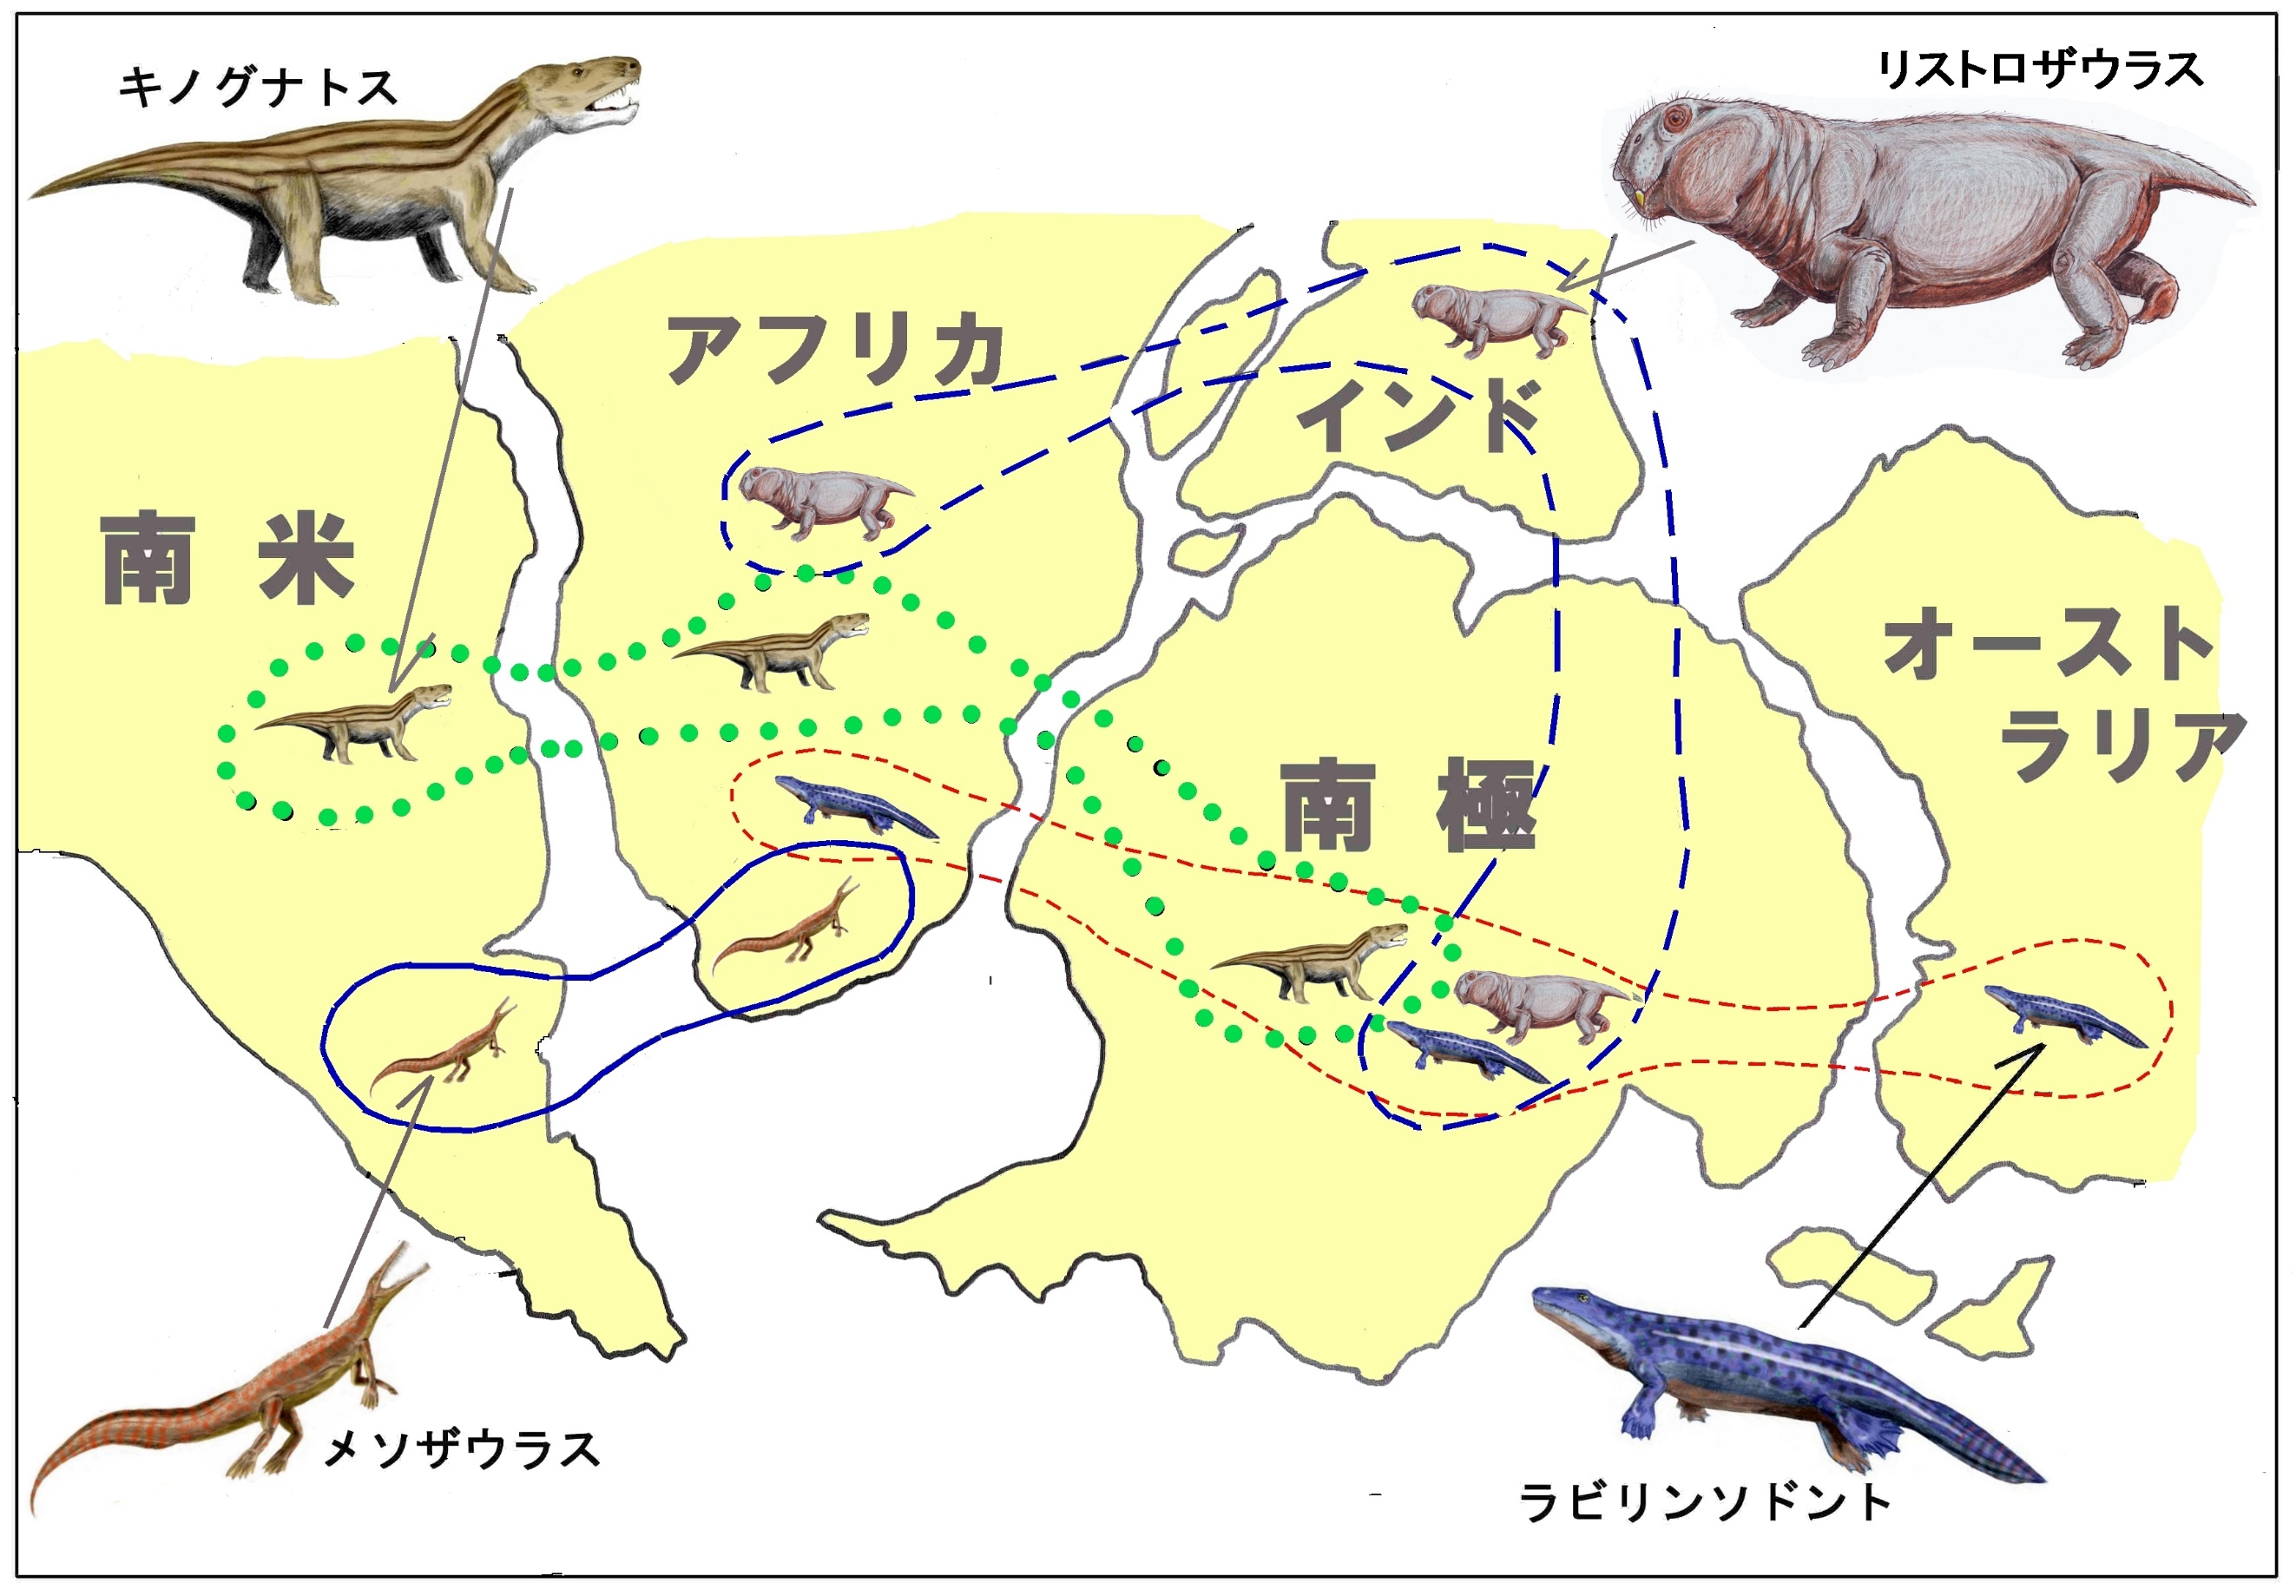 キノグナトス
リストロザウラス
アフリカ
インド
南米
オースト
ラリア
南極
メソザウラス
ラビリンソドント